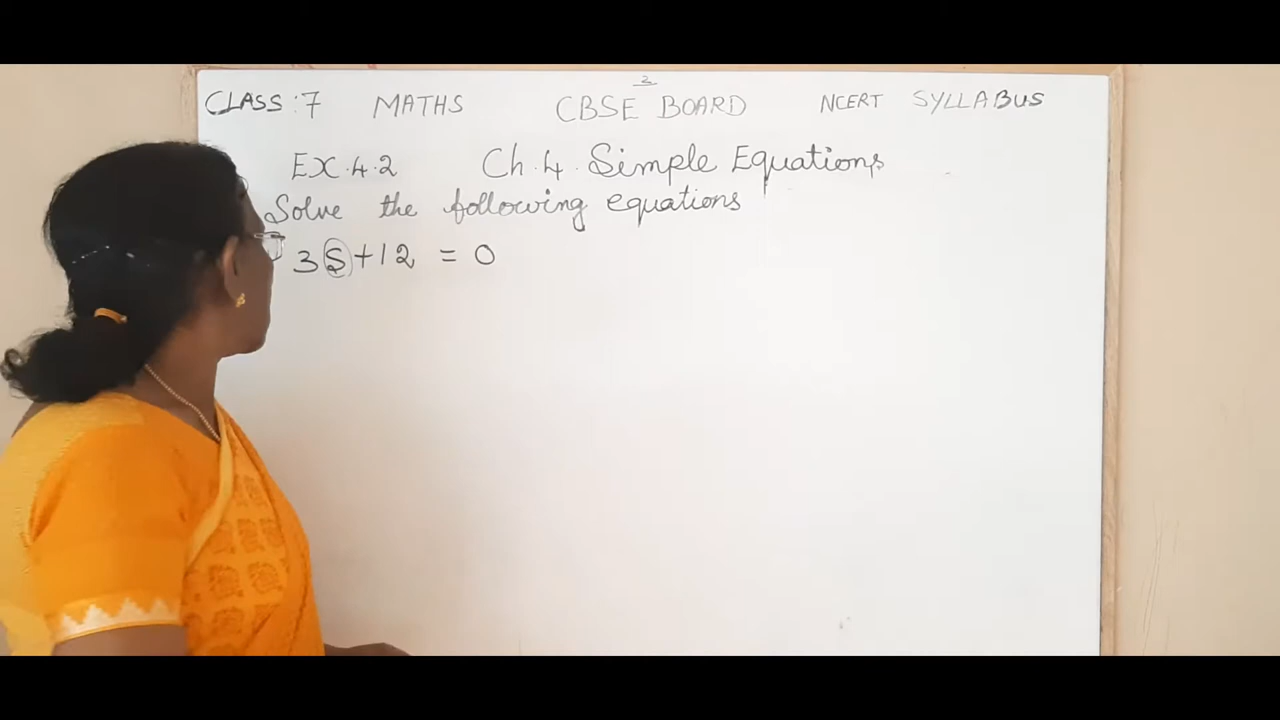 CLASS : 7 MATHS CBSE BOARD NCERT SYLLABUS
EX.4.2 Ch.4. Simple Equations
Solve the following equations
3S+12 = 0